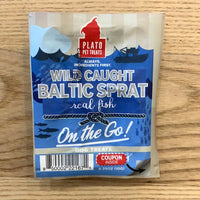 PLATO
PET TREATS
ALWAYS,
INGREDIENTS FIRST.
WILD CAUGHT
BALTIC SPRAT
real fish
On the Go!
DOG TREATS
COUPON
INSIDE